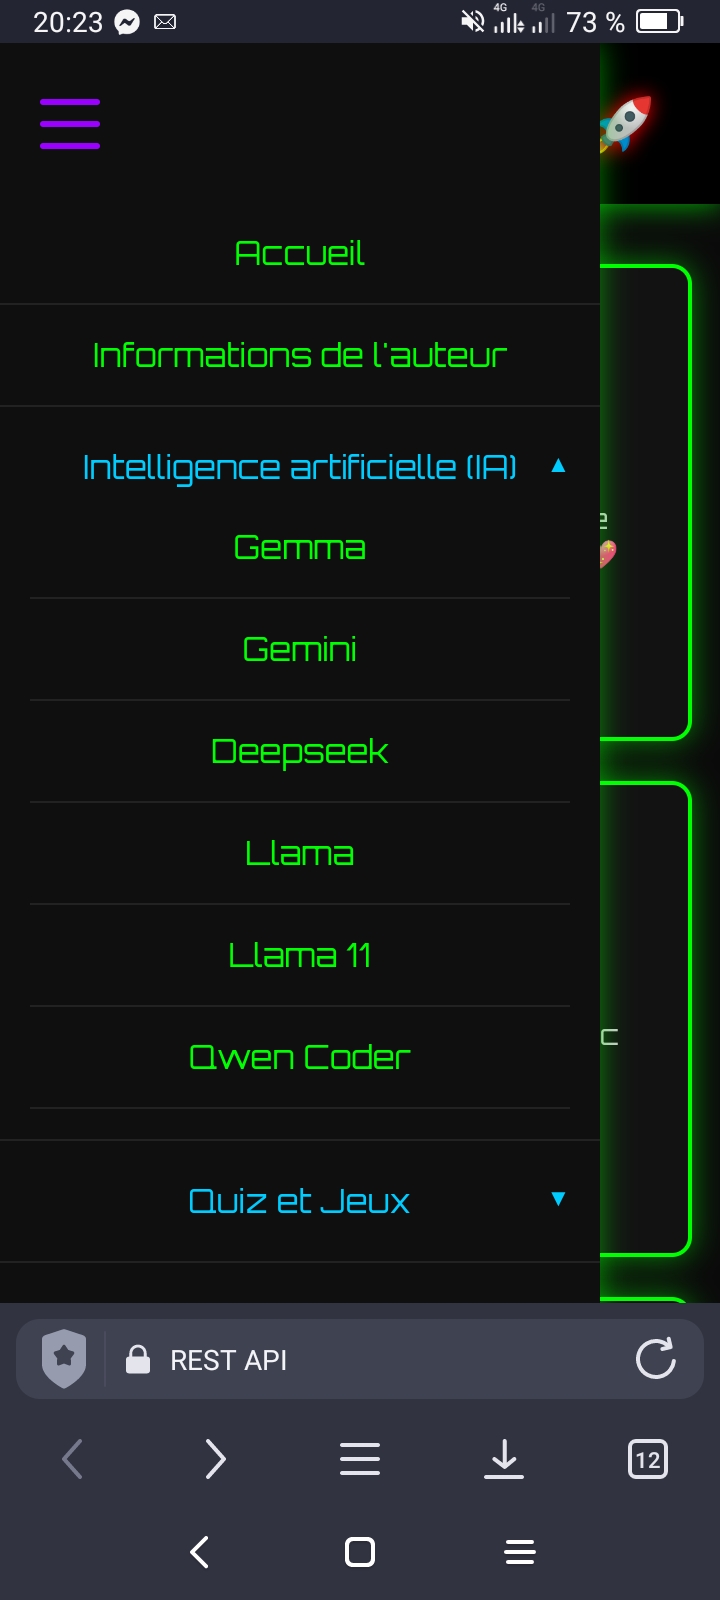 20:23
4G 4G 73 %
Accueil
Informations de l'auteur
Intelligence artificielle (IA) ▲
Gemma
e
Gemini
Deepseek
Llama
Llama 11
c
Qwen Coder
Quiz et Jeux ▼
REST API
12